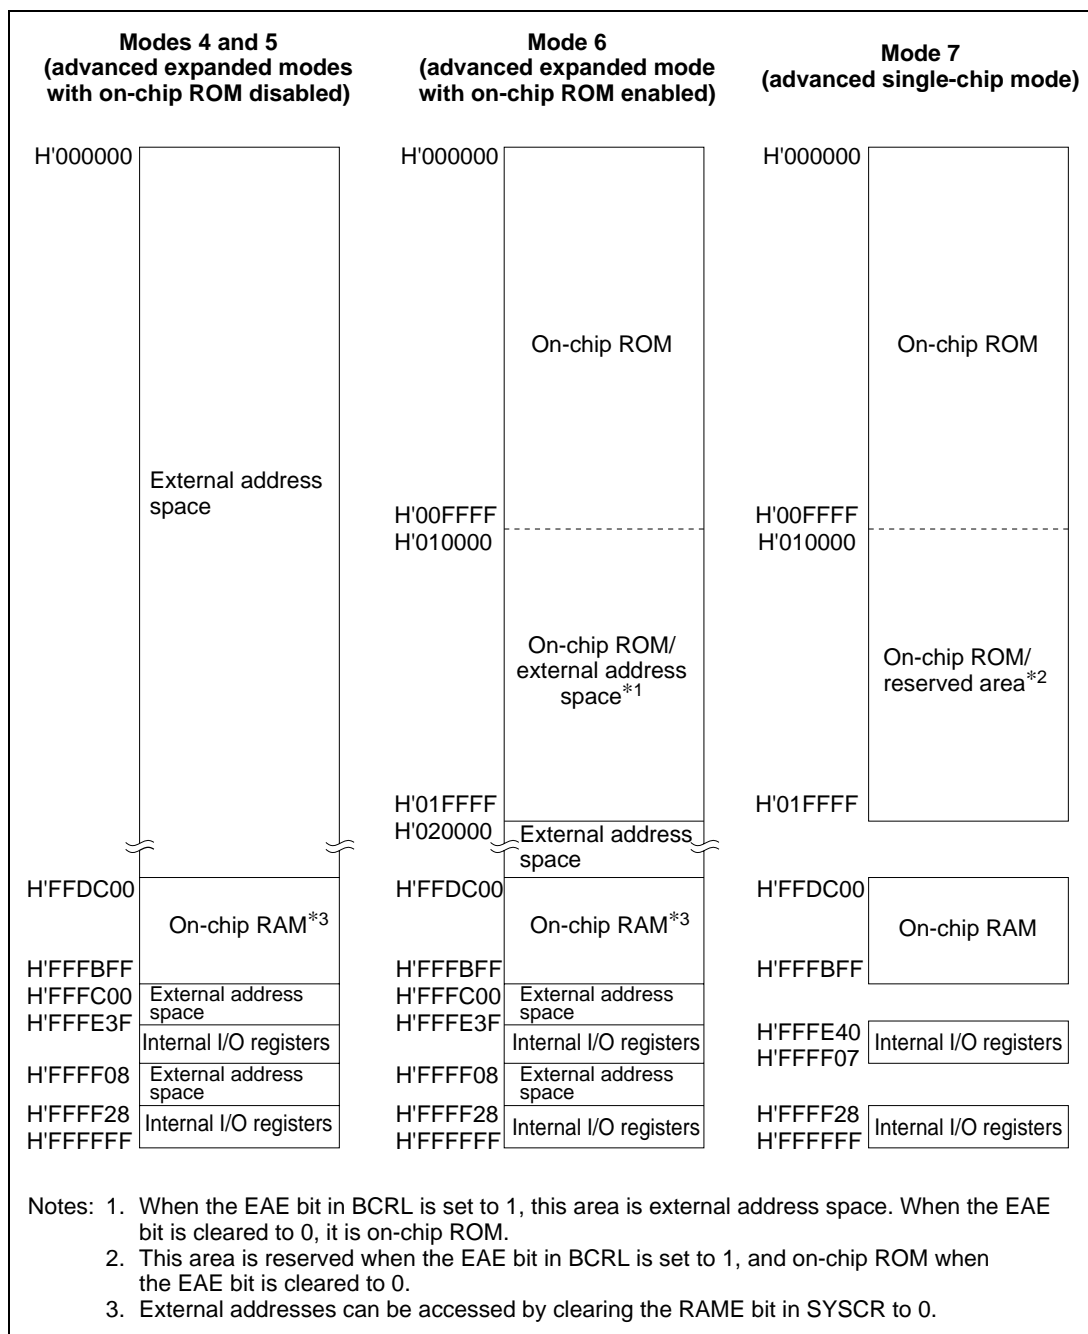 Modes 4 and 5
(advanced expanded modes
with on-chip ROM disabled)
H'000000
External address
space
H'FFDC00
On-chip RAM*3
H'FFFBFF
H'FFFC00
External address
space
H'FFFE3F
Internal I/O registers
H'FFFF08
External address
space
H'FFFF28
Internal I/O registers
H'FFFFFF
Mode 6
(advanced expanded mode
with on-chip ROM enabled)
H'000000
On-chip ROM
H'00FFFF
H'010000
On-chip ROM/
external address
space*1
H'01FFFF
H'020000
External address
space
H'FFDC00
On-chip RAM*3
H'FFFBFF
H'FFFC00
External address
space
H'FFFE3F
Internal I/O registers
H'FFFF08
External address
space
H'FFFF28
Internal I/O registers
H'FFFFFF
Mode 7
(advanced single-chip mode)
H'000000
On-chip ROM
H'00FFFF
H'010000
On-chip ROM/
reserved area*2
H'01FFFF
H'FFDC00
On-chip RAM
H'FFFBFF
H'FFFE40
Internal I/O registers
H'FFFF07
H'FFFF28
Internal I/O registers
H'FFFFFF
Notes: 1. When the EAE bit in BCRL is set to 1, this area is external address space. When the EAE
bit is cleared to 0, it is on-chip ROM.
2. This area is reserved when the EAE bit in BCRL is set to 1, and on-chip ROM when
the EAE bit is cleared to 0.
3. External addresses can be accessed by clearing the RAME bit in SYSCR to 0.